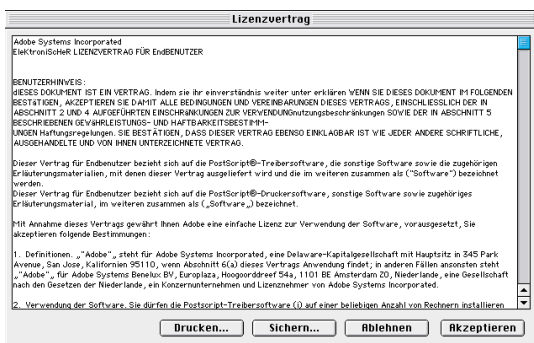 Lizenzvertrag
Adobe Systems Incorporated
EleKtroniScHeR LIZENZVERTRAG FÜR EndBENUTZER
BENUTZERHINWEIS:
dIESES DOKUMENT IST EIN VERTRAG. Indem sie ihr einverständnis weiter unter erklären WENN SIE DIESES DOKUMENT IM FOLGENDEN
BESTäTIGEN, AKZEPTIEREN SIE DAMIT ALLE BEDINGUNGEN UND VEREINBARUNGEN DIESES VERTRAGS, EINSCHLIESSLICH DER IN
ABSCHNITT 2 UND 4 AUFGEFÜHRTEN EINSCHRäNKUNGEN ZUR VERWENDUNGnutzungsbeschränkungen SOWIE DER IN ABSCHNITT 5
BESCHRIEBENEN GEWäHRLEISTUNGS- UND HAFTBARKEITSBESTIMM-
UNGEN Haftungsregelungen. SIE BESTÄTIGEN, DASS DIESER VERTRAG EBENSO EINKLAGBAR IST WIE JEDER ANDERE SCHRIFTLICHE,
AUSGEHANDELTE UND VON IHNEN UNTERZEICHNETE VERTRAG.
Dieser Vertrag für Endbenutzer bezieht sich auf die PostScript®-Treibersoftware, die sonstige Software sowie die zugehörigen
Erläuterungsmaterialien, mit denen dieser Vertrag ausgeliefert wird und die im weiteren zusammen als ("Software") bezeichnet
werden.
Dieser Vertrag für Endbenutzer bezieht sich auf die PostScript®-Druckersoftware, sonstige Software sowie zugehöriges
Erläuterungsmaterial, im weiteren zusammen als („Software„) bezeichnet.
Mit Annahme dieses Vertrags gewährt Ihnen Adobe eine einfache Lizenz zur Verwendung der Software, vorausgesetzt, Sie
akzeptieren folgende Bestimmungen:
1. Definitionen. „"Adobe"„ steht für Adobe Systems Incorporated, eine Delaware-Kapitalgesellschaft mit Hauptsitz in 345 Park
Avenue, San Jose, Kalifornien 95110, wenn Abschnitt 6(a) dieses Vertrags Anwendung findet; in anderen Fällen ansonsten steht
„"Adobe"„ für Adobe Systems Benelux BV, Europlaza, Hoogoorddreef 54a, 1101 BE Amsterdam ZO, Niederlande, eine Gesellschaft
nach den Gesetzen der Niederlande, ein Konzernunternehmen und Lizenznehmer von Adobe Systems Incorporated.
2. Verwendung der Software. Sie dürfen die Postscript-Treibersoftware (i) auf einer beliebigen Anzahl von Rechnern installieren
Drucken... Sichern... Ablehnen Akzeptieren